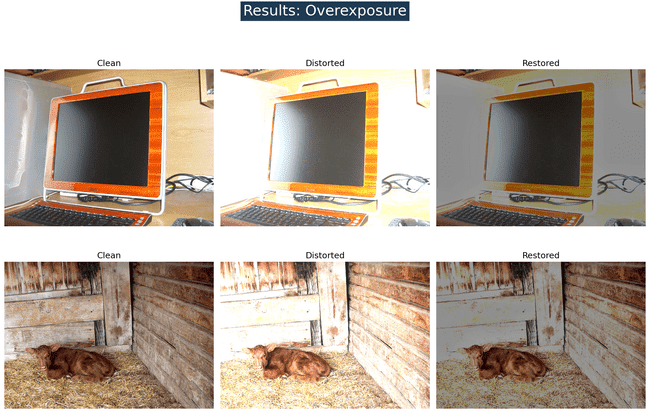 Results: Overexposure
Clean
Distorted
Restored
Clean
Distorted
Restored